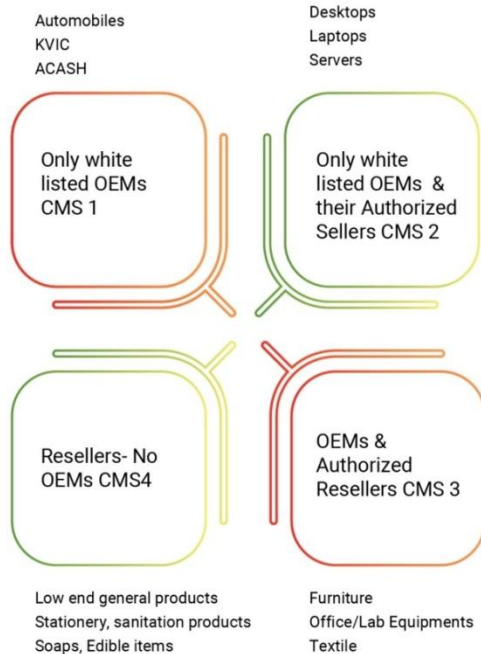 Automobiles
KVIC
ACASH
Desktops
Laptops
Servers
Only white
listed OEMs
CMS 1
Only white
listed OEMs &
their Authorized
Sellers CMS 2
Resellers- No
OEMs CMS4
OEMs &
Authorized
Resellers CMS 3
Low end general products
Stationery, sanitation products
Soaps, Edible items
Furniture
Office/Lab Equipments
Textile